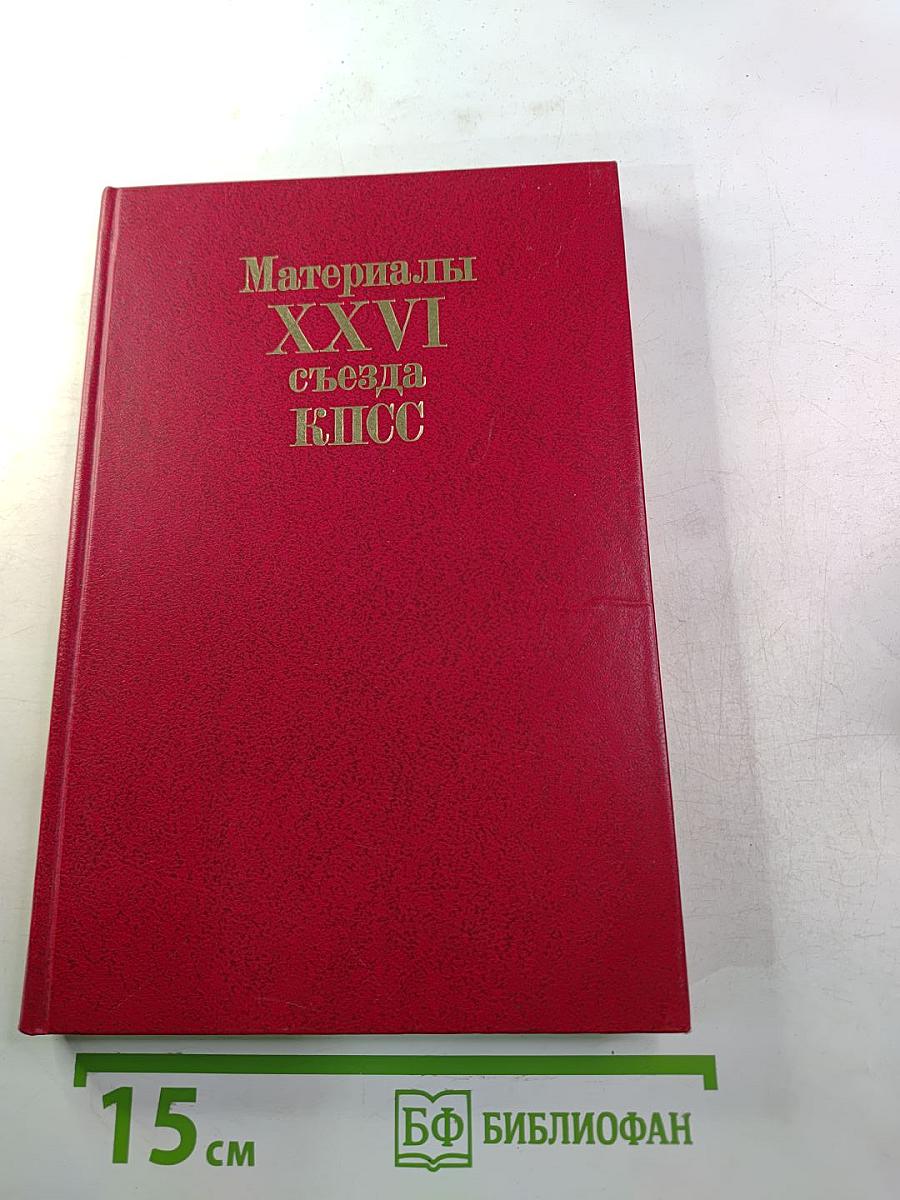 Материалы
XXVI
съезда
КПСС
15 см
БФ БИБЛИОФАН